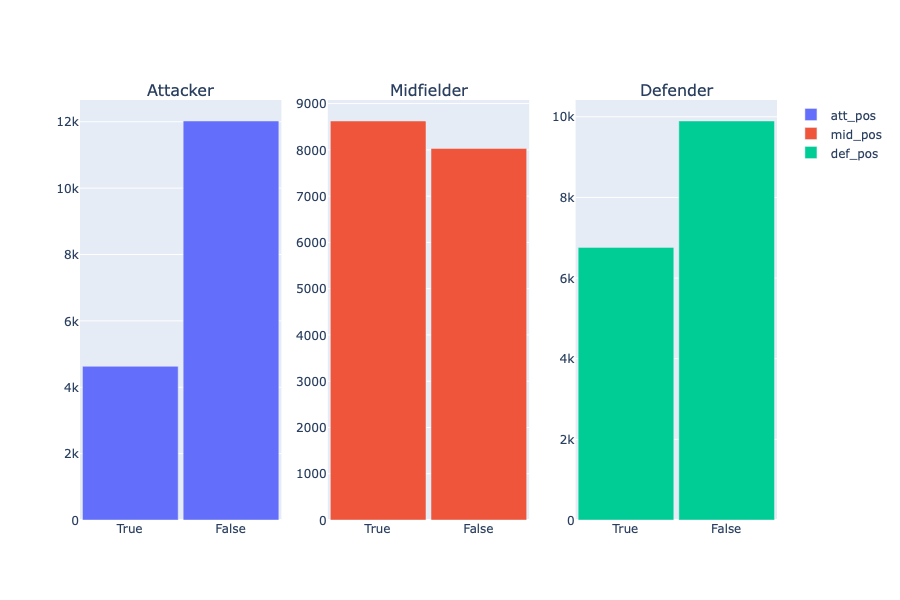 Attacker
Midfielder
Defender
12k
10k
8k
6k
4k
2k
0
True
False
9000
8000
7000
6000
5000
4000
3000
2000
1000
0
True
False
10k
8k
6k
4k
2k
0
True
False
att_pos
mid_pos
def_pos